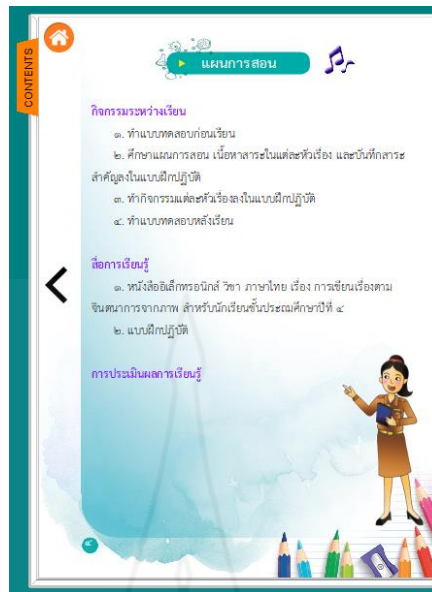 CONTENTS
แผนการสอน
กิจกรรมระหว่างเรียน
๑. ทำแบบทดสอบก่อนเรียน
๒. ศึกษาแผนการสอน เนื้อหาสาระในแต่ละหัวเรื่อง และบันทึกสาระ
สำคัญลงในแบบฝึกปฏิบัติ
๓. ทำกิจกรรมแต่ละหัวเรื่องลงในแบบฝึกปฏิบัติ
๔. ทำแบบทดสอบหลังเรียน
สื่อการเรียนรู้
๑. หนังสืออิเล็กทรอนิกส์ วิชา ภาษาไทย เรื่อง การเขียนเรื่องตาม
จินตนาการจากภาพ สำหรับนักเรียนชั้นประถมศึกษาปีที่ ๔
๒. แบบฝึกปฏิบัติ
การประเมินผลการเรียนรู้